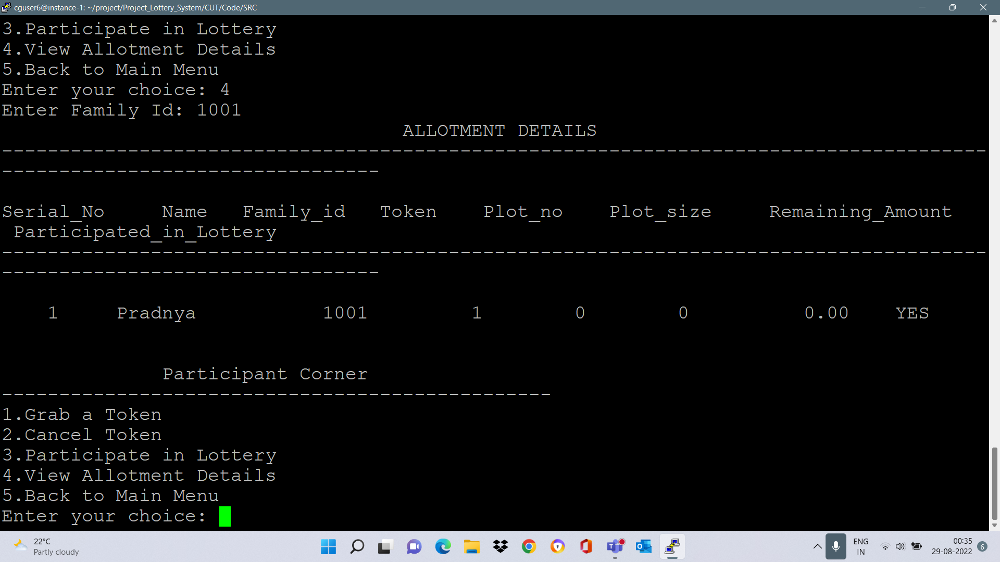 cguser6@instance-1: ~/project/Project_Lottery_System/CUT/Code/SRC
3.Participate in Lottery
4.View Allotment Details
5.Back to Main Menu
Enter your choice: 4
Enter Family Id: 1001
ALLOTMENT DETAILS
--------------------------------------------------------------------------------------
---------------------------------
Serial_No Name Family_id Token Plot_no Plot_size Remaining_Amount
Participated_in_Lottery
--------------------------------------------------------------------------------------
---------------------------------
1 Pradnya 1001 1 0 0 0.00 YES
Participant Corner
------------------------------------------------
1.Grab a Token
2.Cancel Token
3.Participate in Lottery
4.View Allotment Details
5.Back to Main Menu
Enter your choice:
22°C
Partly cloudy
ENG
IN
00:35
29-08-2022
6